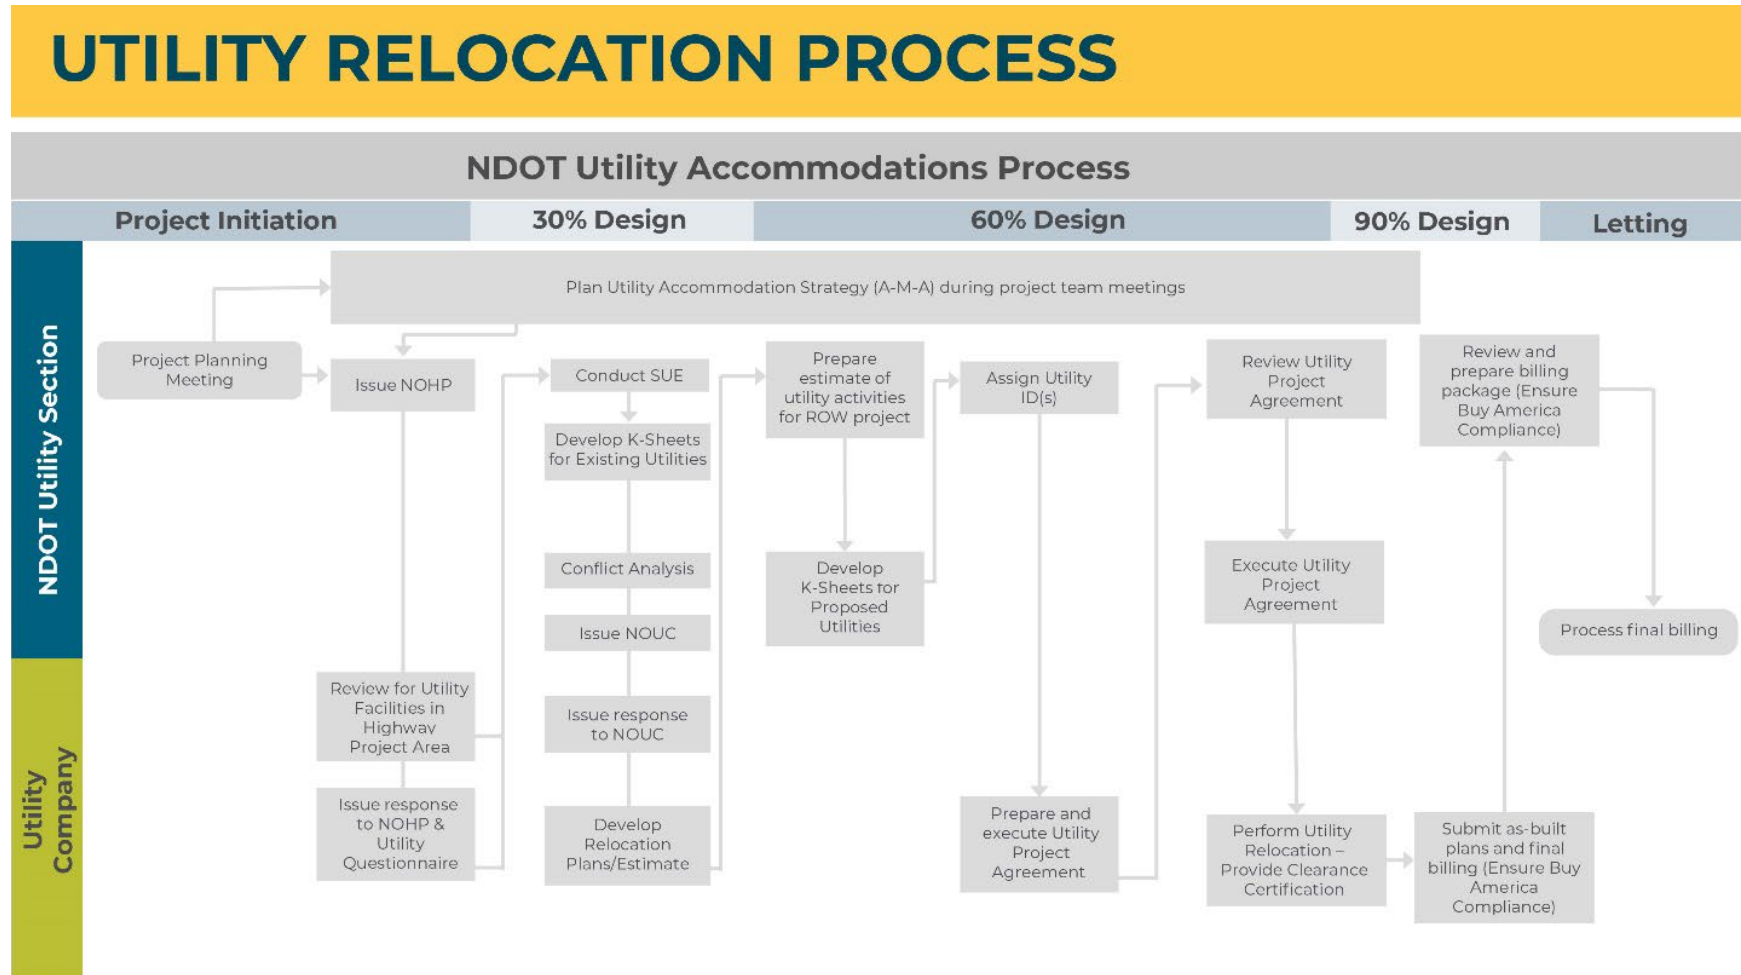 UTILITY RELOCATION PROCESS
NDOT Utility Accommodations Process
Project Initiation
30% Design
60% Design
90% Design
Letting
NDOT Utility Section
Utility
Company
Plan Utility Accommodation Strategy (A-M-A) during project team meetings
Project Planning
Meeting
Issue NOHP
Review for Utility
Facilities in
Highway
Project Area
Issue response
to NOHP &
Utility
Questionnaire
Conduct SUE
Develop K-Sheets
for Existing Utilities
Conflict Analysis
Issue NOUC
Issue response
to NOUC
Develop
Relocation
Plans/Estimate
Prepare
estimate of
utility activities
for ROW project
Develop
K-Sheets for
Proposed
Utilities
Assign Utility
ID(s)
Prepare and
execute Utility
Project
Agreement
Review Utility
Project
Agreement
Execute Utility
Project
Agreement
Perform Utility
Relocation –
Provide Clearance
Certification
Submit as-built
plans and final
billing (Ensure Buy
America
Compliance)
Review and
prepare billing
package (Ensure
Buy America
Compliance)
Process final billing